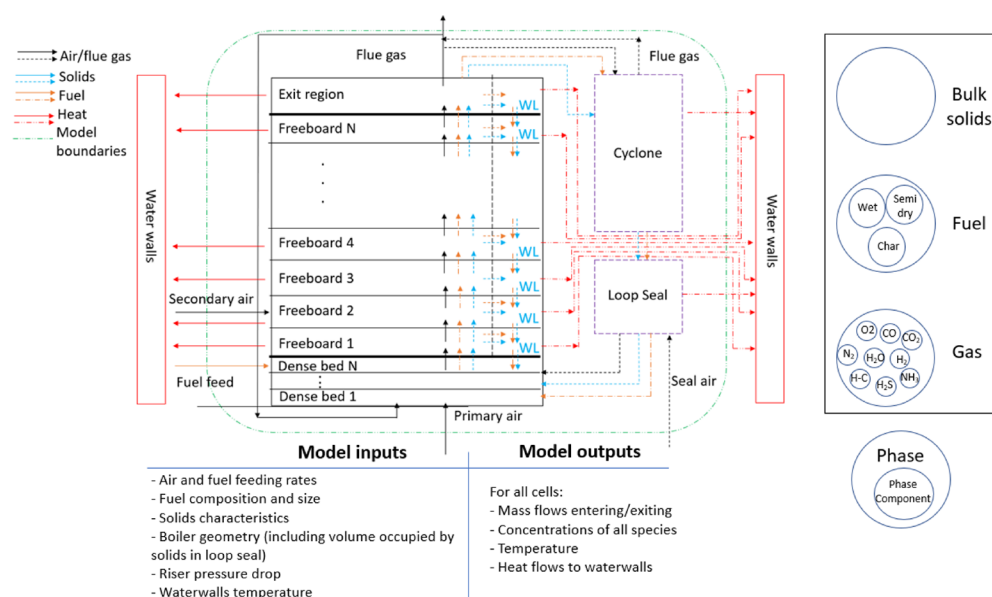 Air/flue gas
Solids
Fuel
Heat
Model
boundaries
Flue gas
Flue gas
Water walls
Exit region
WL
Freeboard N
WL
Freeboard 4
WL
Freeboard 3
WL
Freeboard 2
WL
Freeboard 1
WL
Dense bed N
Dense bed 1
Secondary air
Fuel feed
Primary air
Cyclone
Loop Seal
Seal air
Water walls
Bulk
solids
Wet
Semi
dry
Char
Fuel
O2
CO
CO₂
N₂
H₂O
H₂
H-C
H₂S
NH₃
Gas
Phase
Phase
Component
Model inputs
- Air and fuel feeding rates
- Fuel composition and size
- Solids characteristics
- Boiler geometry (including volume occupied by
solids in loop seal)
- Riser pressure drop
- Waterwalls temperature
Model outputs
For all cells:
- Mass flows entering/exiting
- Concentrations of all species
- Temperature
- Heat flows to waterwalls